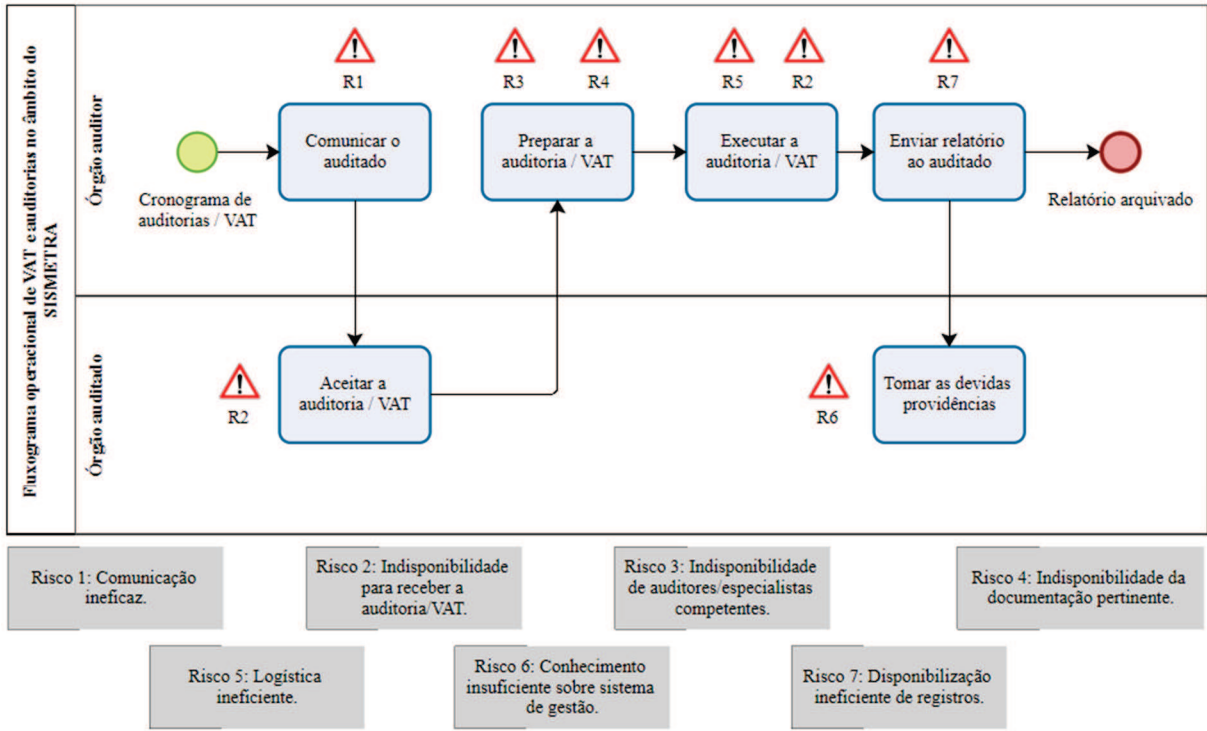 Fluxograma operacional de VAT e auditorias no âmbito do
SISMETRA
Órgão auditor
R1
R3
R4
R5
R2
R7
Comunicar o
auditado
Preparar a
auditoria / VAT
Executar a
auditoria / VAT
Enviar relatório
ao auditado
Cronograma de
auditorias / VAT
Relatório arquivado
Órgão auditado
R2
Aceitar a
auditoria / VAT
R6
Tomar as devidas
providências
Risco 1: Comunicação
ineficaz.
Risco 2: Indisponibilidade
para receber a
auditoria/VAT.
Risco 3: Indisponibilidade
de auditores/especialistas
competentes.
Risco 4: Indisponibilidade da
documentação pertinente.
Risco 5: Logística
ineficiente.
Risco 6: Conhecimento
insuficiente sobre sistema
de gestão.
Risco 7: Disponibilização
ineficiente de registros.